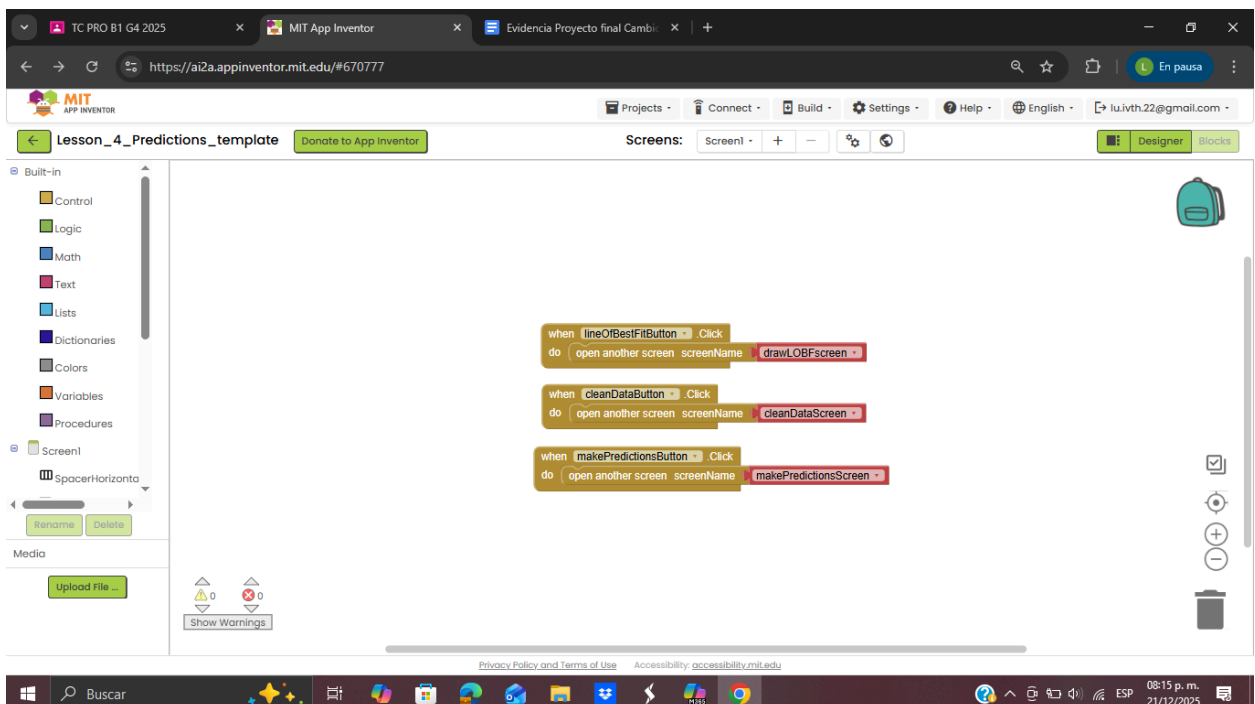 TC PRO B1 G4 2025
MIT App Inventor
Evidencia Proyecto final Cambic
https://ai2a.appinventor.mit.edu/#670777
L En pausa
MIT
APP INVENTOR
Projects
Connect
Build
Settings
Help
English
lu.ivth.22@gmail.com
Lesson_4_Predictions_template
Donate to App Inventor
Screens:
Screen1
Designer
Blocks
Built-in
Control
Logic
Math
Text
Lists
Dictionaries
Colors
Variables
Procedures
Screen1
SpacerHorizonta
Rename
Delete
Media
Upload File ...
when lineOfBestFitButton .Click
do open another screen screenName drawLOBFscreen
when cleanDataButton .Click
do open another screen screenName cleanDataScreen
when makePredictionsButton .Click
do open another screen screenName makePredictionsScreen
0 0
Show Warnings
Privacy Policy and Terms of Use Accessibility: accessibility.mit.edu
Buscar
M365
ESP
08:15 p. m.
21/12/2025